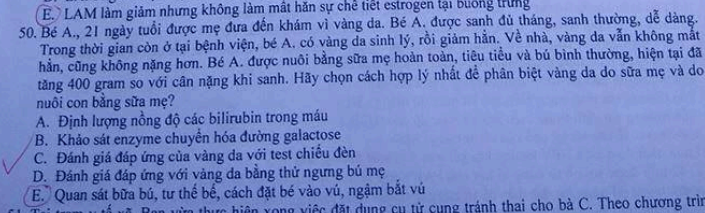 E. LAM làm giảm nhưng không làm mất hẳn sự chế tiết estrogen tại buồng trứng
50. Bé A., 21 ngày tuổi được mẹ đưa đến khám vì vàng da. Bé A. được sanh đủ tháng, sanh thường, dễ dàng.
Trong thời gian còn ở tại bệnh viện, bé A. có vàng da sinh lý, rồi giảm hẳn. Về nhà, vàng da vẫn không mất
hẳn, cũng không nặng hơn. Bé A. được nuôi bằng sữa mẹ hoàn toàn, tiêu tiểu và bú bình thường, hiện tại đã
tăng 400 gram so với cân nặng khi sanh. Hãy chọn cách hợp lý nhất để phân biệt vàng da do sữa mẹ và do
nuôi con bằng sữa mẹ?
A. Định lượng nồng độ các bilirubin trong máu
B. Khảo sát enzyme chuyển hóa đường galactose
C. Đánh giá đáp ứng của vàng da với test chiếu đèn
D. Đánh giá đáp ứng với vàng da bằng thử ngưng bú mẹ
E. Quan sát bữa bú, tư thế bế, cách đặt bé vào vú, ngậm bắt vú
thực hiện xong việc đặt dụng cụ tử cung tránh thai cho bà C. Theo chương trìn